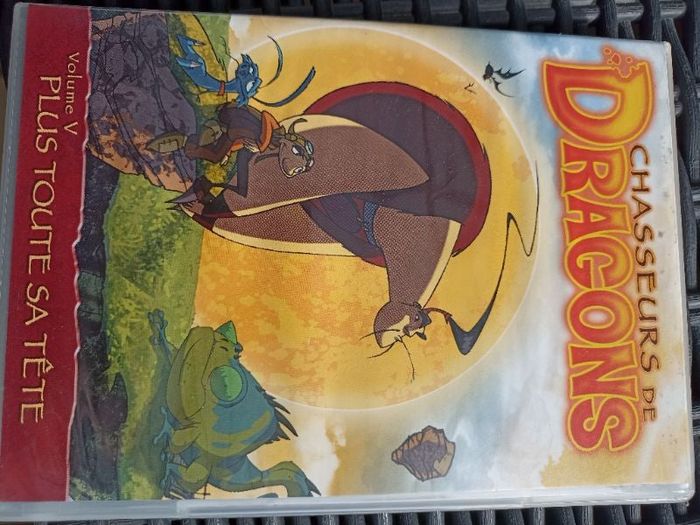 CHASSEURS DE
DRAGONS
Volume V
PLUS TOUTE SA TÊTE